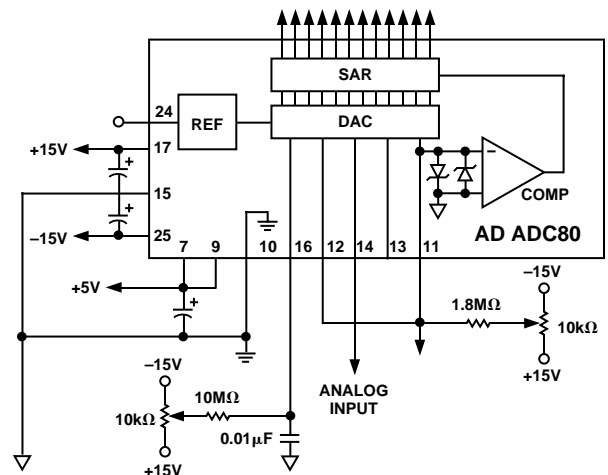 SAR
24
REF
DAC
+15V
17
15
–
COMP
–15V
25
AD ADC80
7
9
10
16
12
14
13
11
+5V
–15V
1.8MΩ
10kΩ
+15V
ANALOG
INPUT
–15V
10MΩ
10kΩ
0.01µF
+15V
+
+
+